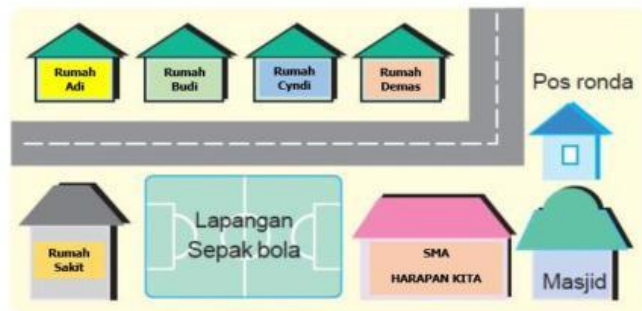 Rumah
Adi
Rumah
Budi
Rumah
Cyndi
Rumah
Demas
Pos ronda
Rumah
Sakit
Lapangan
Sepak bola
SMA
HARAPAN KITA
Masjid